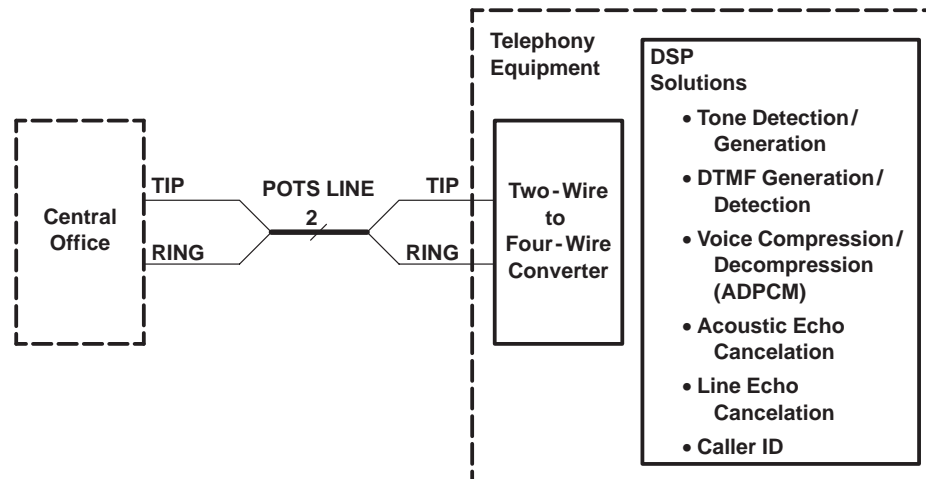 Telephony
Equipment
DSP
Solutions
• Tone Detection/
Generation
• DTMF Generation/
Detection
• Voice Compression/
Decompression
(ADPCM)
• Acoustic Echo
Cancelation
• Line Echo
Cancelation
• Caller ID
Central
Office
TIP
RING
POTS LINE
2
TIP
RING
Two-Wire
to
Four-Wire
Converter